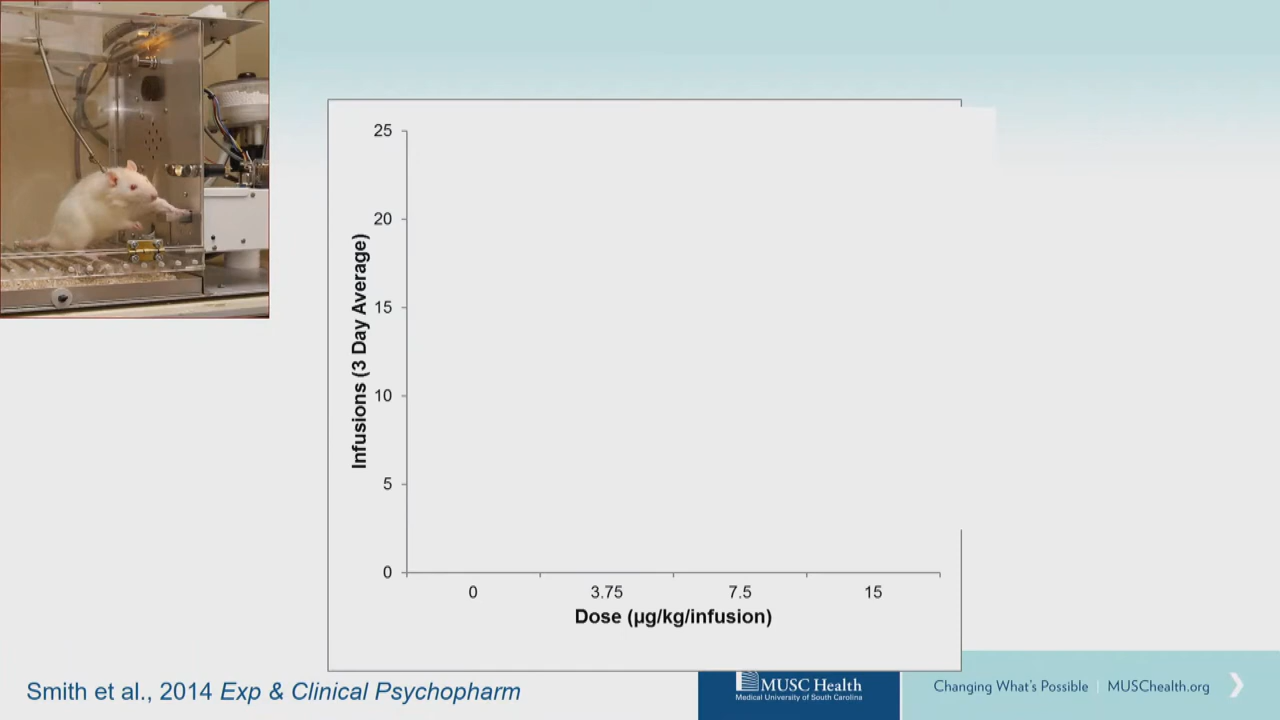 25
20
15
10
5
0
Infusions (3 Day Average)
0 3.75 7.5 15
Dose (µg/kg/infusion)
Smith et al., 2014 Exp & Clinical Psychopharm
MUSC Health
Medical University of South Carolina
Changing What's Possible | MUSChealth.org